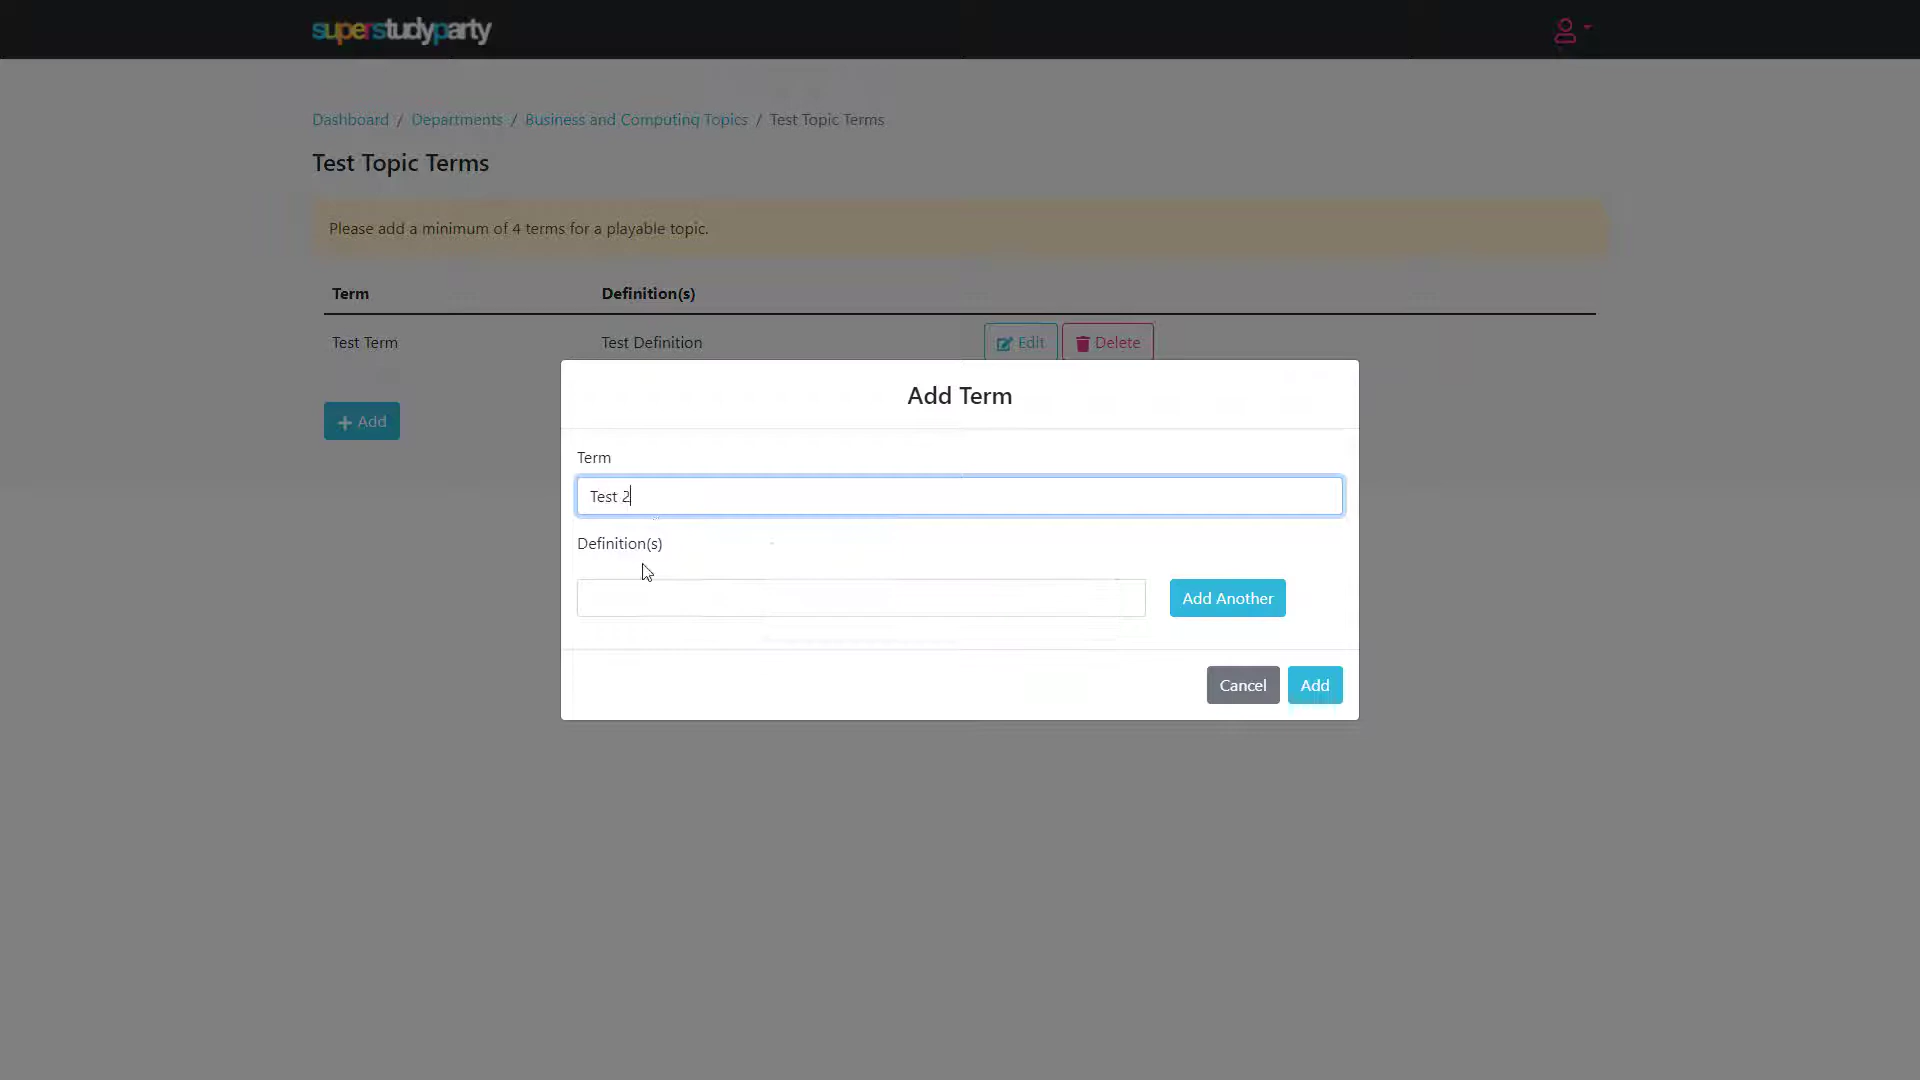 superstudyparty
Dashboard / Departments / Business and Computing Topics / Test Topic Terms
Test Topic Terms
Please add a minimum of 4 terms for a playable topic.
Term Definition(s)
Test Term Test Definition Edit Delete
+ Add
Add Term
Term
Test 2
Definition(s)
Add Another
Cancel Add